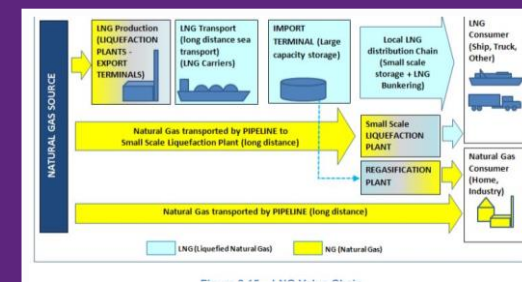 NATURAL GAS SOURCE
LNG Production
(LIQUEFACTION
PLANTS -
EXPORT
TERMINALS)
LNG Transport
(long distance sea
transport)
(LNG Carriers)
IMPORT
TERMINAL (Large
capacity storage)
Local LNG
distribution Chain
(Small scale
storage + LNG
Bunkering)
LNG
Consumer
(Ship, Truck,
Other)
Natural Gas transported by PIPELINE to
Small Scale Liquefaction Plant (long distance)
Small Scale
LIQUEFACTION
PLANT
REGASIFICATION
PLANT
Natural Gas
Consumer
(Home,
Industry)
Natural Gas transported by PIPELINE (long distance)
LNG (Liquefied Natural Gas)
NG (Natural Gas)